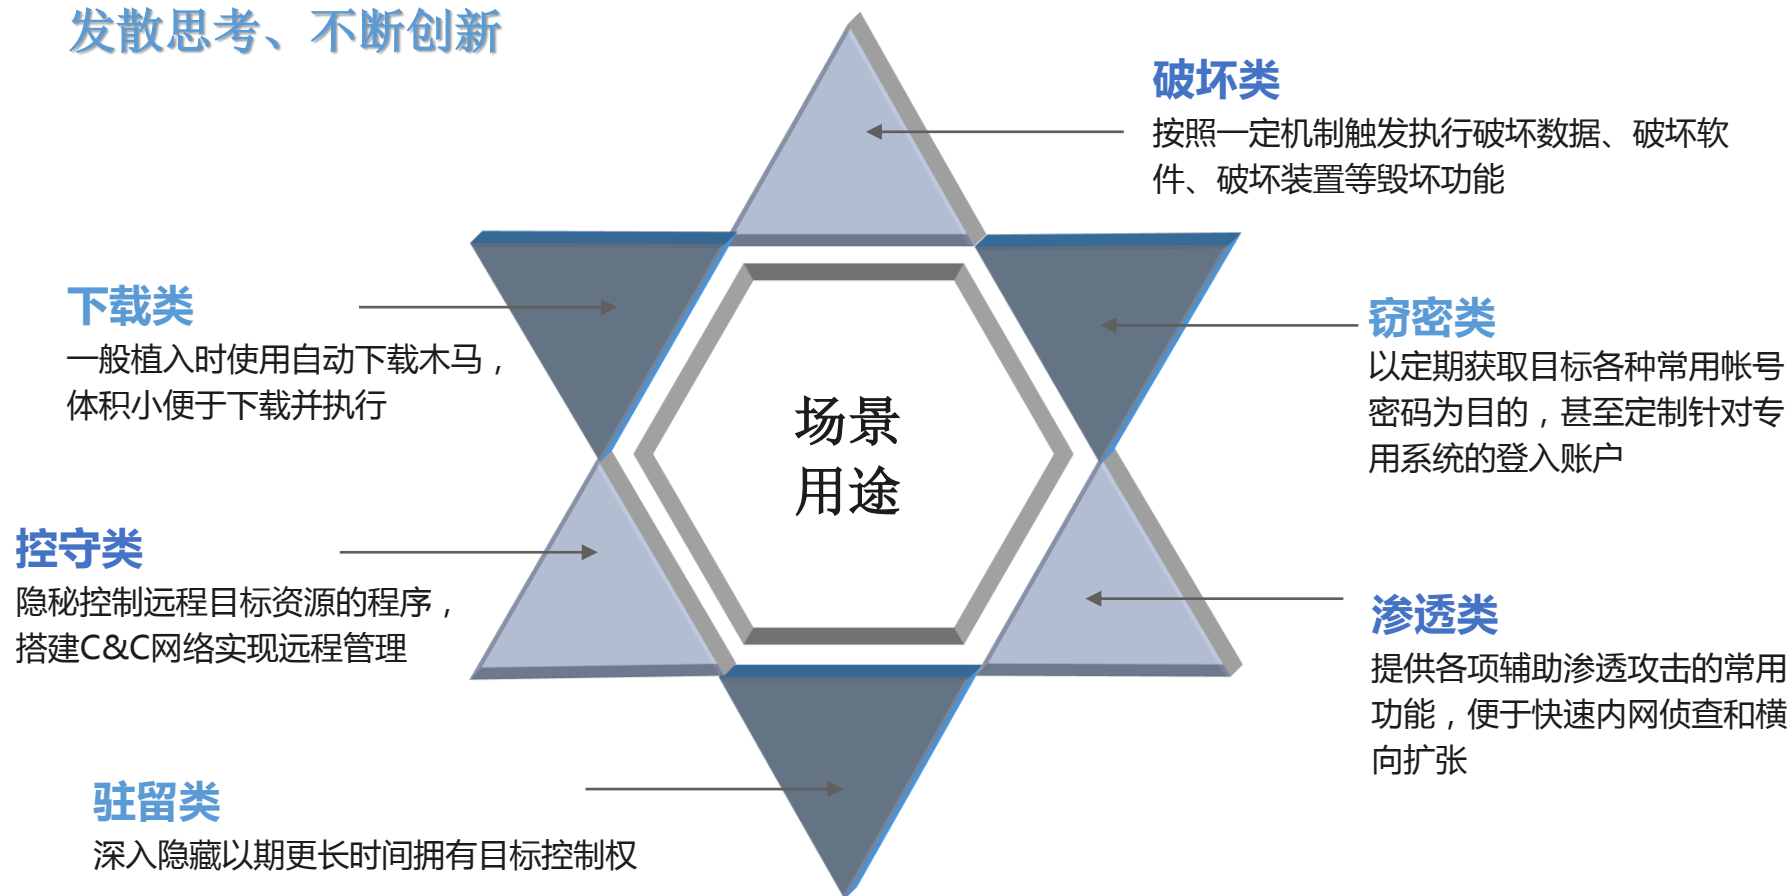 发散思考、不断创新
破坏类
按照一定机制触发执行破坏数据、破坏软
件、破坏装置等毁坏功能
下载类
一般植入时使用自动下载木马，
体积小便于下载并执行
窃密类
以定期获取目标各种常用帐号
密码为目的，甚至定制针对专
用系统的登入账户
场景
用途
控守类
隐秘控制远程目标资源的程序，
搭建C&C网络实现远程管理
渗透类
提供各项辅助渗透攻击的常用
功能，便于快速内网侦查和横
向扩张
驻留类
深入隐藏以期更长时间拥有目标控制权